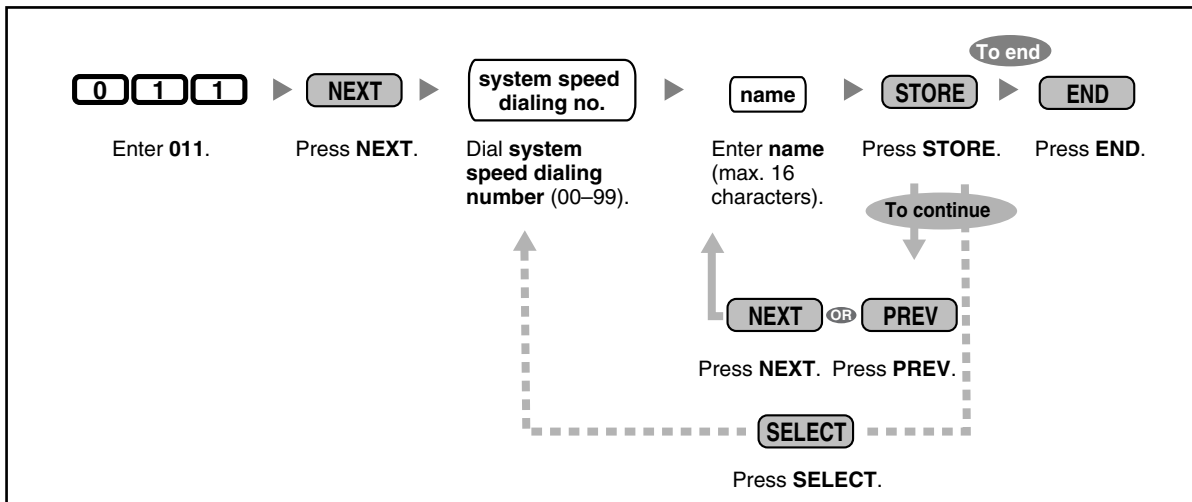 To end
0 1 1 NEXT system speed dialing no. name STORE END
Enter 011. Press NEXT. Dial system speed dialing number (00–99). Enter name (max. 16 characters). Press STORE. Press END.
To continue
NEXT OR PREV
Press NEXT. Press PREV.
SELECT
Press SELECT.